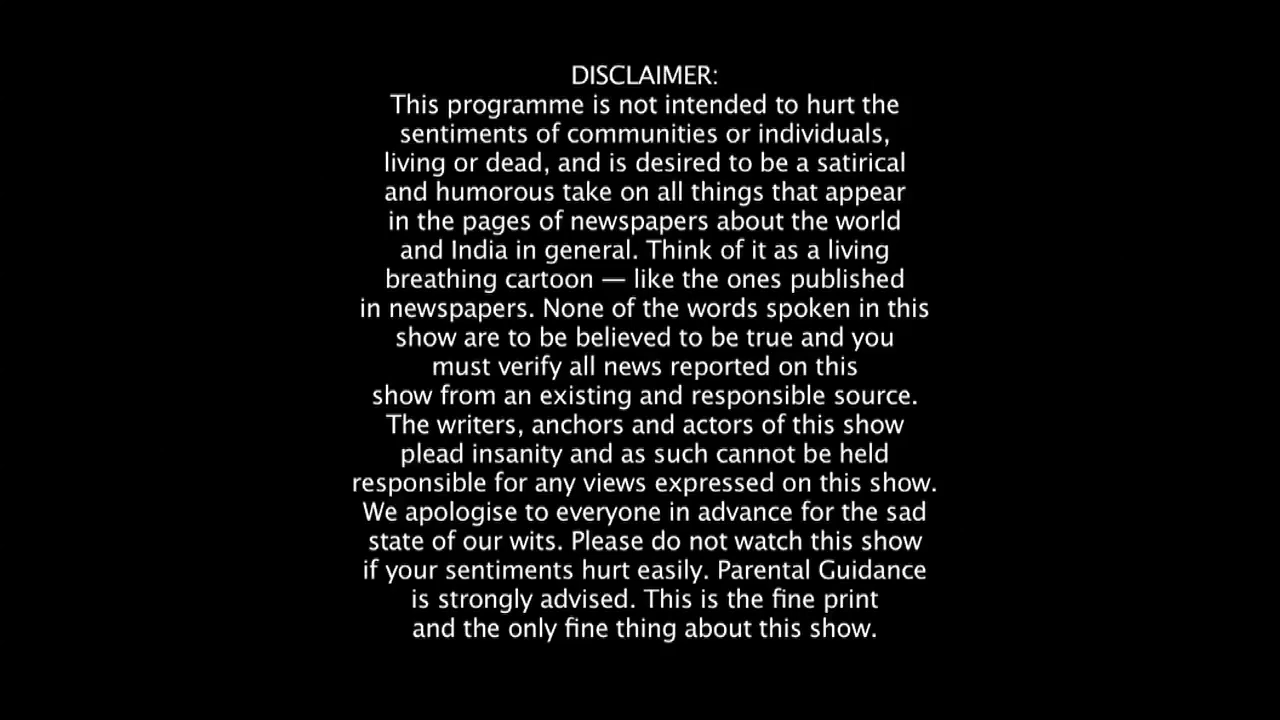 DISCLAIMER:
This programme is not intended to hurt the
sentiments of communities or individuals,
living or dead, and is desired to be a satirical
and humorous take on all things that appear
in the pages of newspapers about the world
and India in general. Think of it as a living
breathing cartoon — like the ones published
in newspapers. None of the words spoken in this
show are to be believed to be true and you
must verify all news reported on this
show from an existing and responsible source.
The writers, anchors and actors of this show
plead insanity and as such cannot be held
responsible for any views expressed on this show.
We apologise to everyone in advance for the sad
state of our wits. Please do not watch this show
if your sentiments hurt easily. Parental Guidance
is strongly advised. This is the fine print
and the only fine thing about this show.